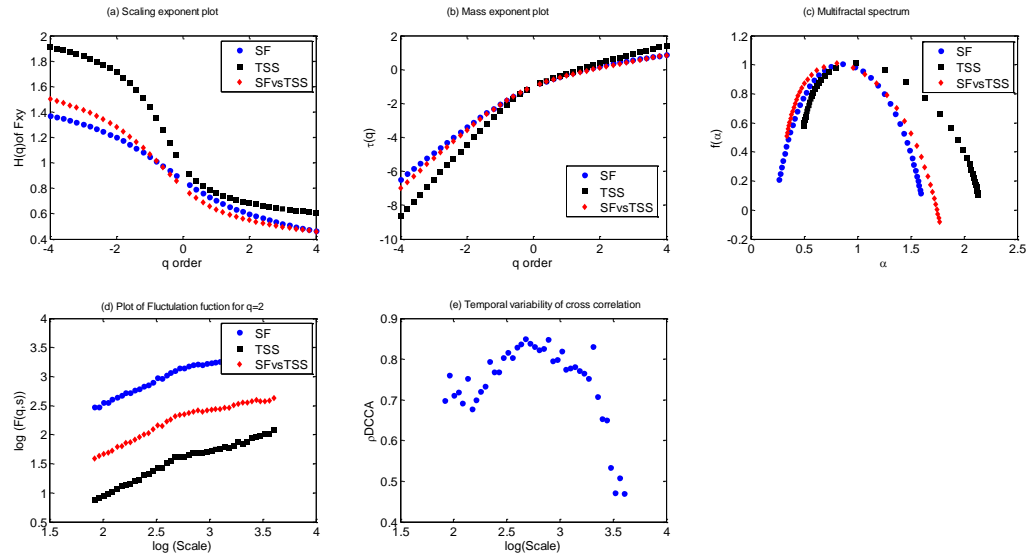 (a) Scaling exponent plot
2
1.8
1.6
1.4
1.2
1
0.8
0.6
0.4
-4
-2
0
2
4
H(q)of Fxy
q order
SF
TSS
SFvsTSS
(b) Mass exponent plot
4
2
0
-2
-4
-6
-8
-10
-4
-2
0
2
4
τ(q)
q order
SF
TSS
SFvsTSS
(c) Multifractal spectrum
1.2
1
0.8
0.6
0.4
0.2
0
-0.2
0
0.5
1
1.5
2
2.5
f(α)
α
SF
TSS
SFvsTSS
(d) Plot of Fluctulation fuction for q=2
4
3.5
3
2.5
2
1.5
1
0.5
1.5
2
2.5
3
3.5
4
log (F(q,s))
log (Scale)
SF
TSS
SFvsTSS
(e) Temporal variability of cross correlation
0.9
0.8
0.7
0.6
0.5
0.4
1.5
2
2.5
3
3.5
4
ρDCCA
log(Scale)